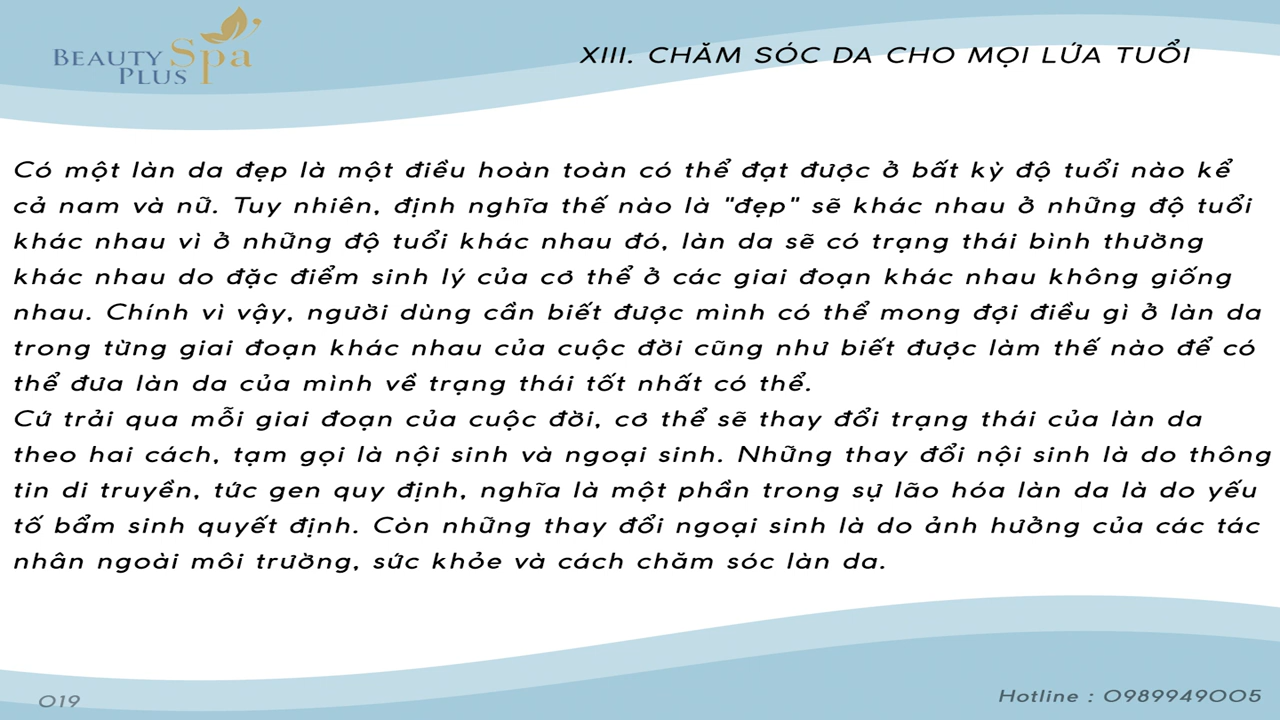 BEAUTY Spa
PLUS
XIII. CHĂM SÓC DA CHO MỌI LỨA TUỔI
Có một làn da đẹp là một điều hoàn toàn có thể đạt được ở bất kỳ độ tuổi nào kể
cả nam và nữ. Tuy nhiên, định nghĩa thế nào là "đẹp" sẽ khác nhau ở những độ tuổi
khác nhau vì ở những độ tuổi khác nhau đó, làn da sẽ có trạng thái bình thường
khác nhau do đặc điểm sinh lý của cơ thể ở các giai đoạn khác nhau không giống
nhau. Chính vì vậy, người dùng cần biết được mình có thể mong đợi điều gì ở làn da
trong từng giai đoạn khác nhau của cuộc đời cũng như biết được làm thế nào để có
thể đưa làn da của mình về trạng thái tốt nhất có thể.
Cứ trải qua mỗi giai đoạn của cuộc đời, cơ thể sẽ thay đổi trạng thái của làn da
theo hai cách, tạm gọi là nội sinh và ngoại sinh. Những thay đổi nội sinh là do thông
tin di truyền, tức gen quy định, nghĩa là một phần trong sự lão hóa làn da là do yếu
tố bẩm sinh quyết định. Còn những thay đổi ngoại sinh là do ảnh hưởng của các tác
nhân ngoài môi trường, sức khỏe và cách chăm sóc làn da.
019
Hotline : 0989949005